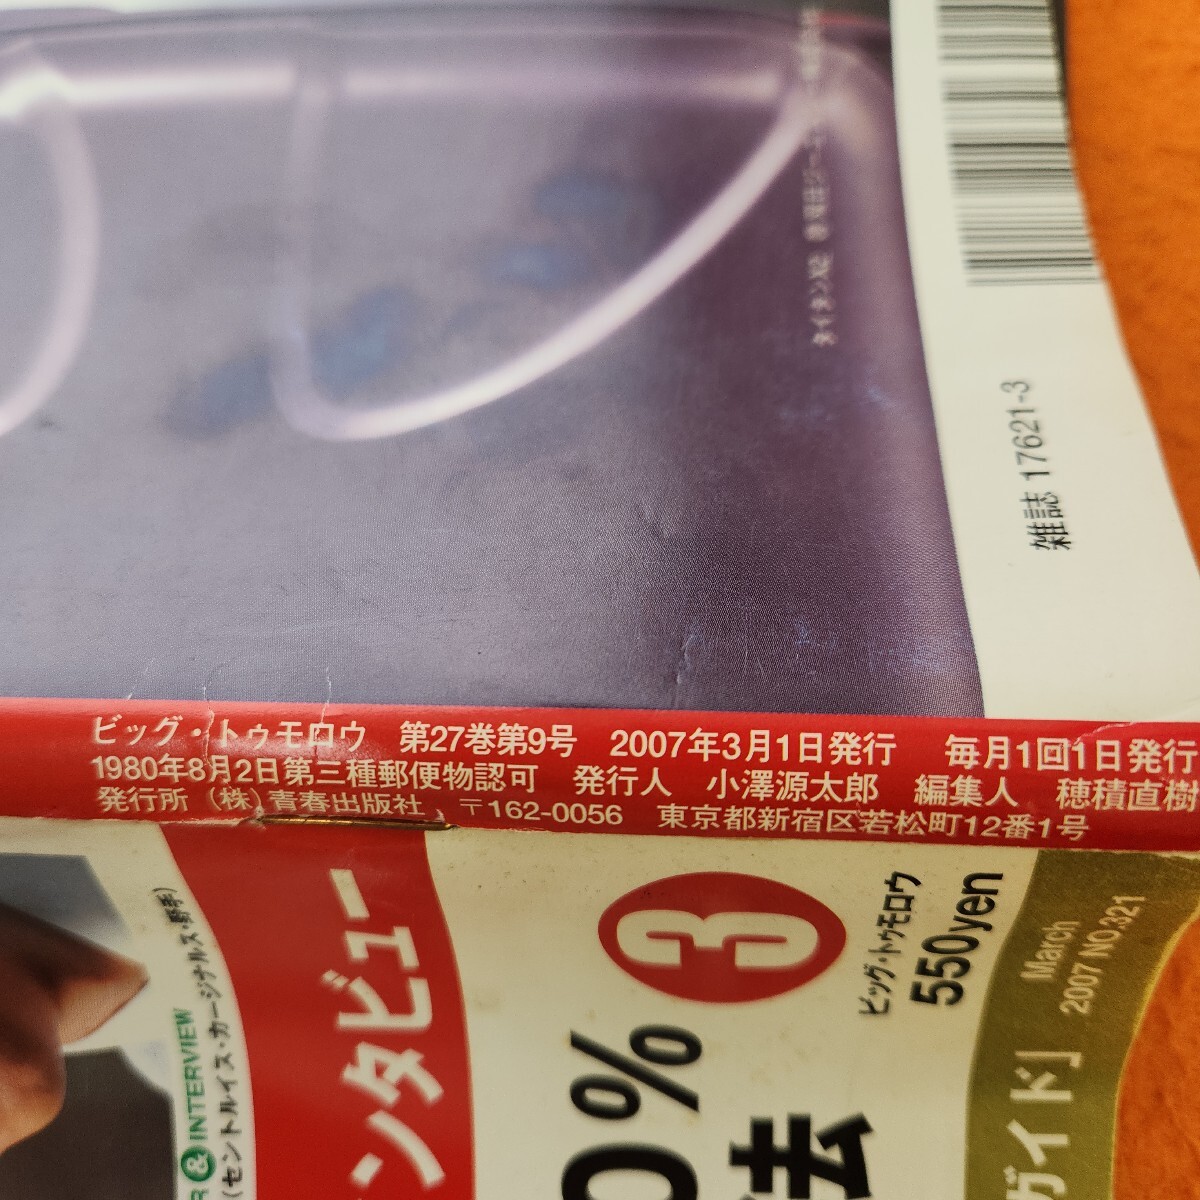 雑誌 17621-3
ビッグ・トゥモロウ 第27巻第9号 2007年3月1日発行 毎月1回1日発行
1980年8月2日第三種郵便物認可 発行人 小澤源太郎 編集人 穂積直樹
発行所 (株)青春出版社 〒162-0056 東京都新宿区若松町12番1号
3
ビッグ・トゥモロウ
550yen
March
2007 NO.321
ガイド」
0%
法
ンタビュー
R & INTERVIEW
(セントルイス・カージナルス・野手)